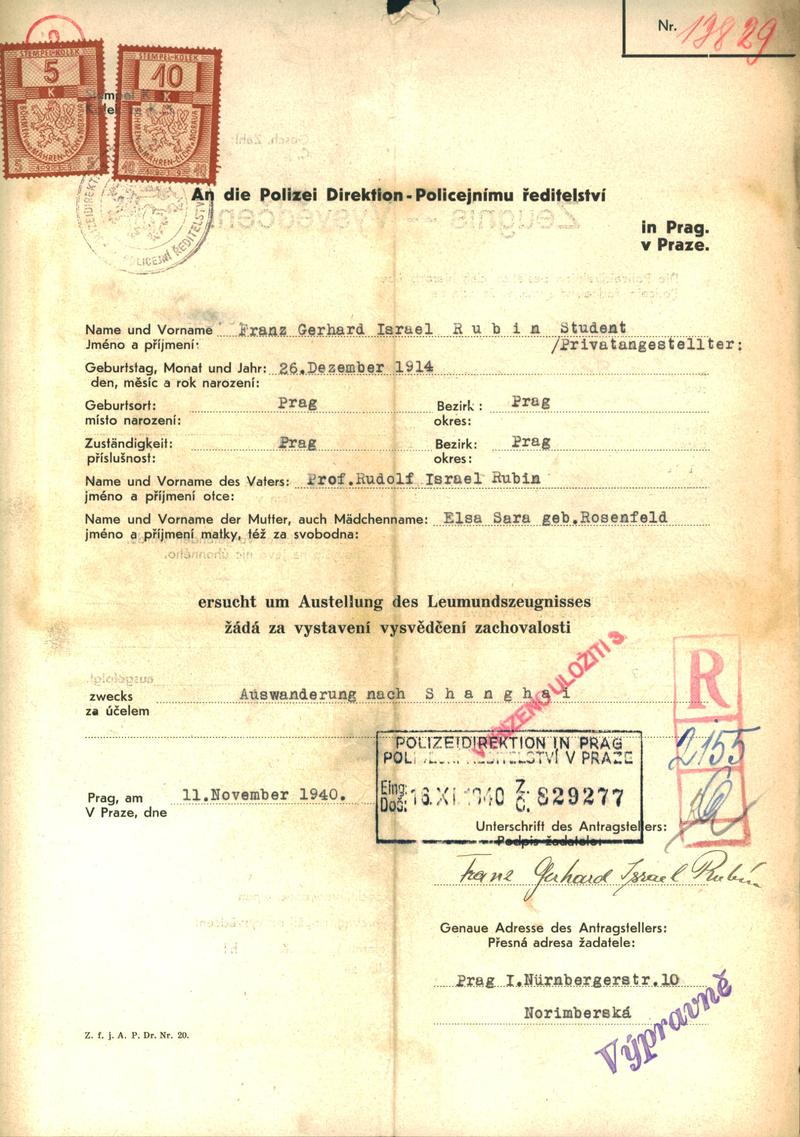 Nr. 13829
STEMPEL-KOLEK
5
K
STEMPEL-KOLEK
10
K
POLICEJNÍ ŘEDITELSTV
An die Polizei Direktion - Policejnímu ředitelství
in Prag.
v Praze.
Name und Vorname Franz Gerhard Israel R u b i n Student
Jméno a příjmení: /Privatangestellter:
Geburtstag, Monat und Jahr: 26.Dezember 1914
den, měsíc a rok narození:
Geburtsort: Prag Bezirk: Prag
místo narození: okres:
Zuständigkeit: Prag Bezirk: Prag
příslušnost: okres:
Name und Vorname des Vaters: Prof.Rudolf Israel Rubin
jméno a příjmení otce:
Name und Vorname der Mutter, auch Mädchenname: Elsa Sara geb.Rosenfeld
jméno a příjmení matky, též za svobodna:
ersucht um Austellung des Leumundszeugnisses
žádá za vystavení vysvědčení zachovalosti
zwecks Auswanderung nach S h a n g h a i
za účelem
ULOŽITI
R
2155
POLIZEIDIREKTION IN PRAG
V PRAZE
Prag, am 11.November 1940.
V Praze, dne
Eing: Z.
Doš: 16.XI.1940 Č. 829277
Unterschrift des Antragstellers:
Podpis žadatele:
Franz Gerhard Israel Rubin
Genaue Adresse des Antragstellers:
Přesná adresa žadatele:
Prag I.Nürnbergerstr.10
Norimberská
Výpravně
Z. f. j. A. P. Dr. Nr. 20.